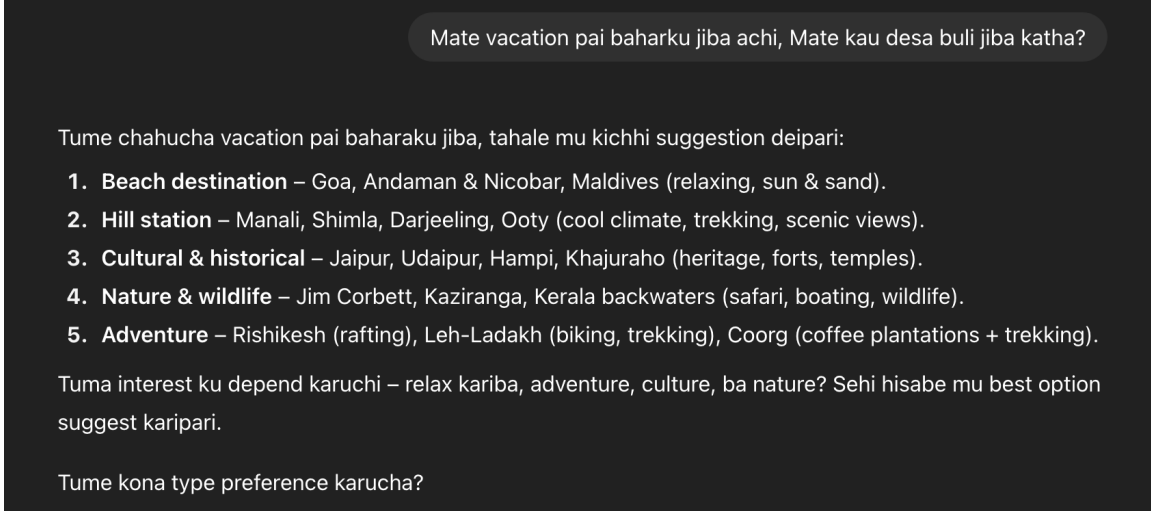 Mate vacation pai baharku jiba achi, Mate kau desa buli jiba katha?
Tume chahucha vacation pai baharaku jiba, tahale mu kichhi suggestion deipari:
1. Beach destination – Goa, Andaman & Nicobar, Maldives (relaxing, sun & sand).
2. Hill station – Manali, Shimla, Darjeeling, Ooty (cool climate, trekking, scenic views).
3. Cultural & historical – Jaipur, Udaipur, Hampi, Khajuraho (heritage, forts, temples).
4. Nature & wildlife – Jim Corbett, Kaziranga, Kerala backwaters (safari, boating, wildlife).
5. Adventure – Rishikesh (rafting), Leh-Ladakh (biking, trekking), Coorg (coffee plantations + trekking).
Tuma interest ku depend karuchi – relax kariba, adventure, culture, ba nature? Sehi hisabe mu best option
suggest karipari.
Tume kona type preference karucha?